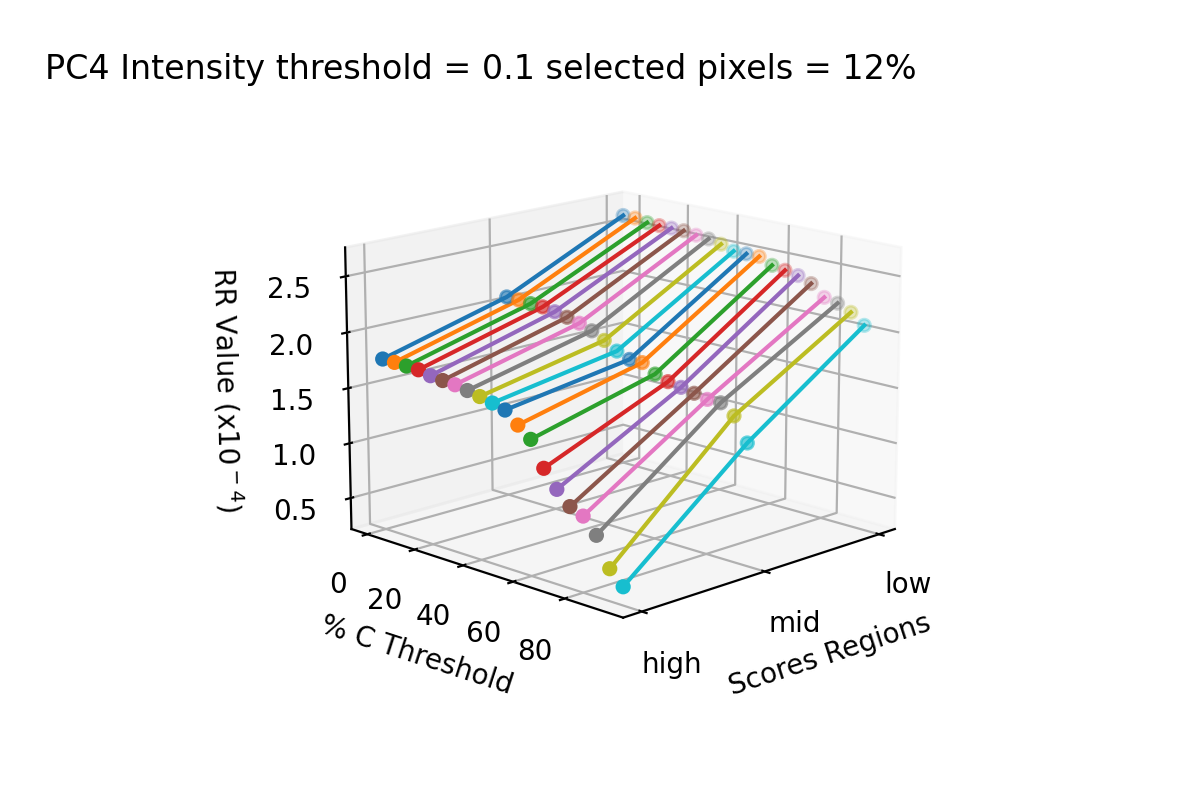 PC4 Intensity threshold = 0.1 selected pixels = 12%
RR Value (x10⁻⁴)
2.5
2.0
1.5
1.0
0.5
0
20
40
60
80
% C Threshold
low
mid
high
Scores Regions